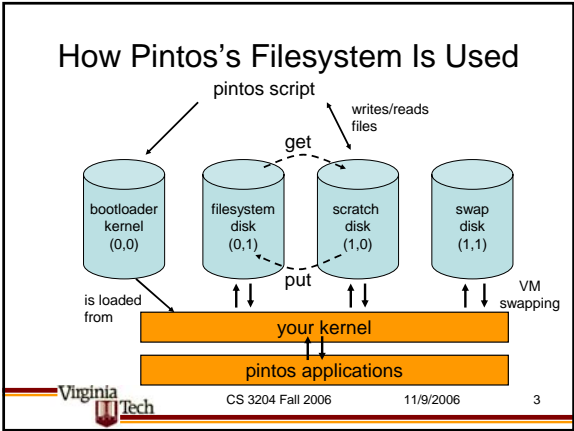 How Pintos's Filesystem Is Used
pintos script
writes/reads
files
get
bootloader
kernel
(0,0)
filesystem
disk
(0,1)
scratch
disk
(1,0)
swap
disk
(1,1)
put
is loaded
from
VM
swapping
your kernel
pintos applications
Virginia
Tech
CS 3204 Fall 2006
11/9/2006
3